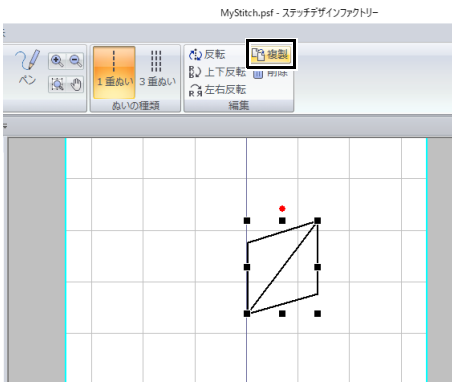 MyStitch.psf - ステッチデザインファクトリー
ペン
1 重ぬい
3 重ぬい
ぬいの種類
反転
上下反転
左右反転
複製
削除
編集